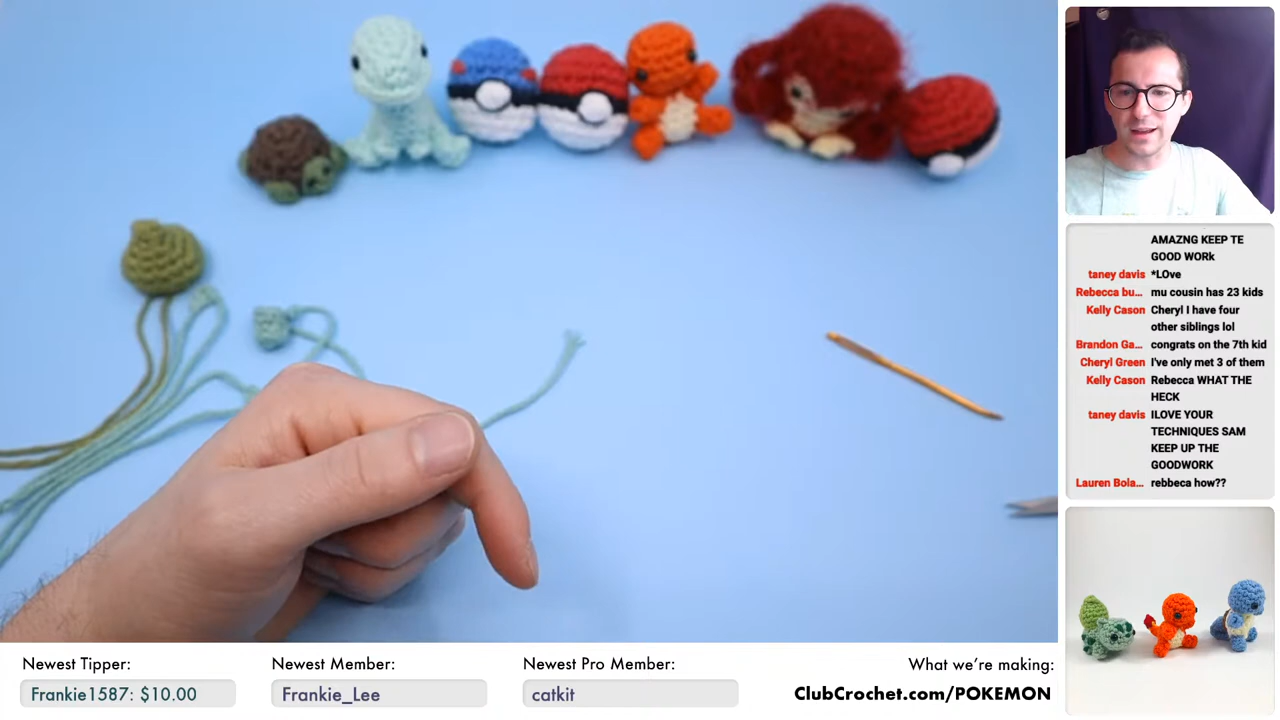 AMAZNG KEEP TE
GOOD WORk
taney davis *LOve
Rebecca bu... mu cousin has 23 kids
Kelly Cason Cheryl I have four
other siblings lol
Brandon Ga... congrats on the 7th kid
Cheryl Green I've only met 3 of them
Kelly Cason Rebecca WHAT THE
HECK
taney davis ILOVE YOUR
TECHNIQUES SAM
KEEP UP THE
GOODWORK
Lauren Bola... rebbeca how??
Newest Tipper:
Frankie1587: $10.00
Newest Member:
Frankie_Lee
Newest Pro Member:
catkit
What we're making:
ClubCrochet.com/POKEMON